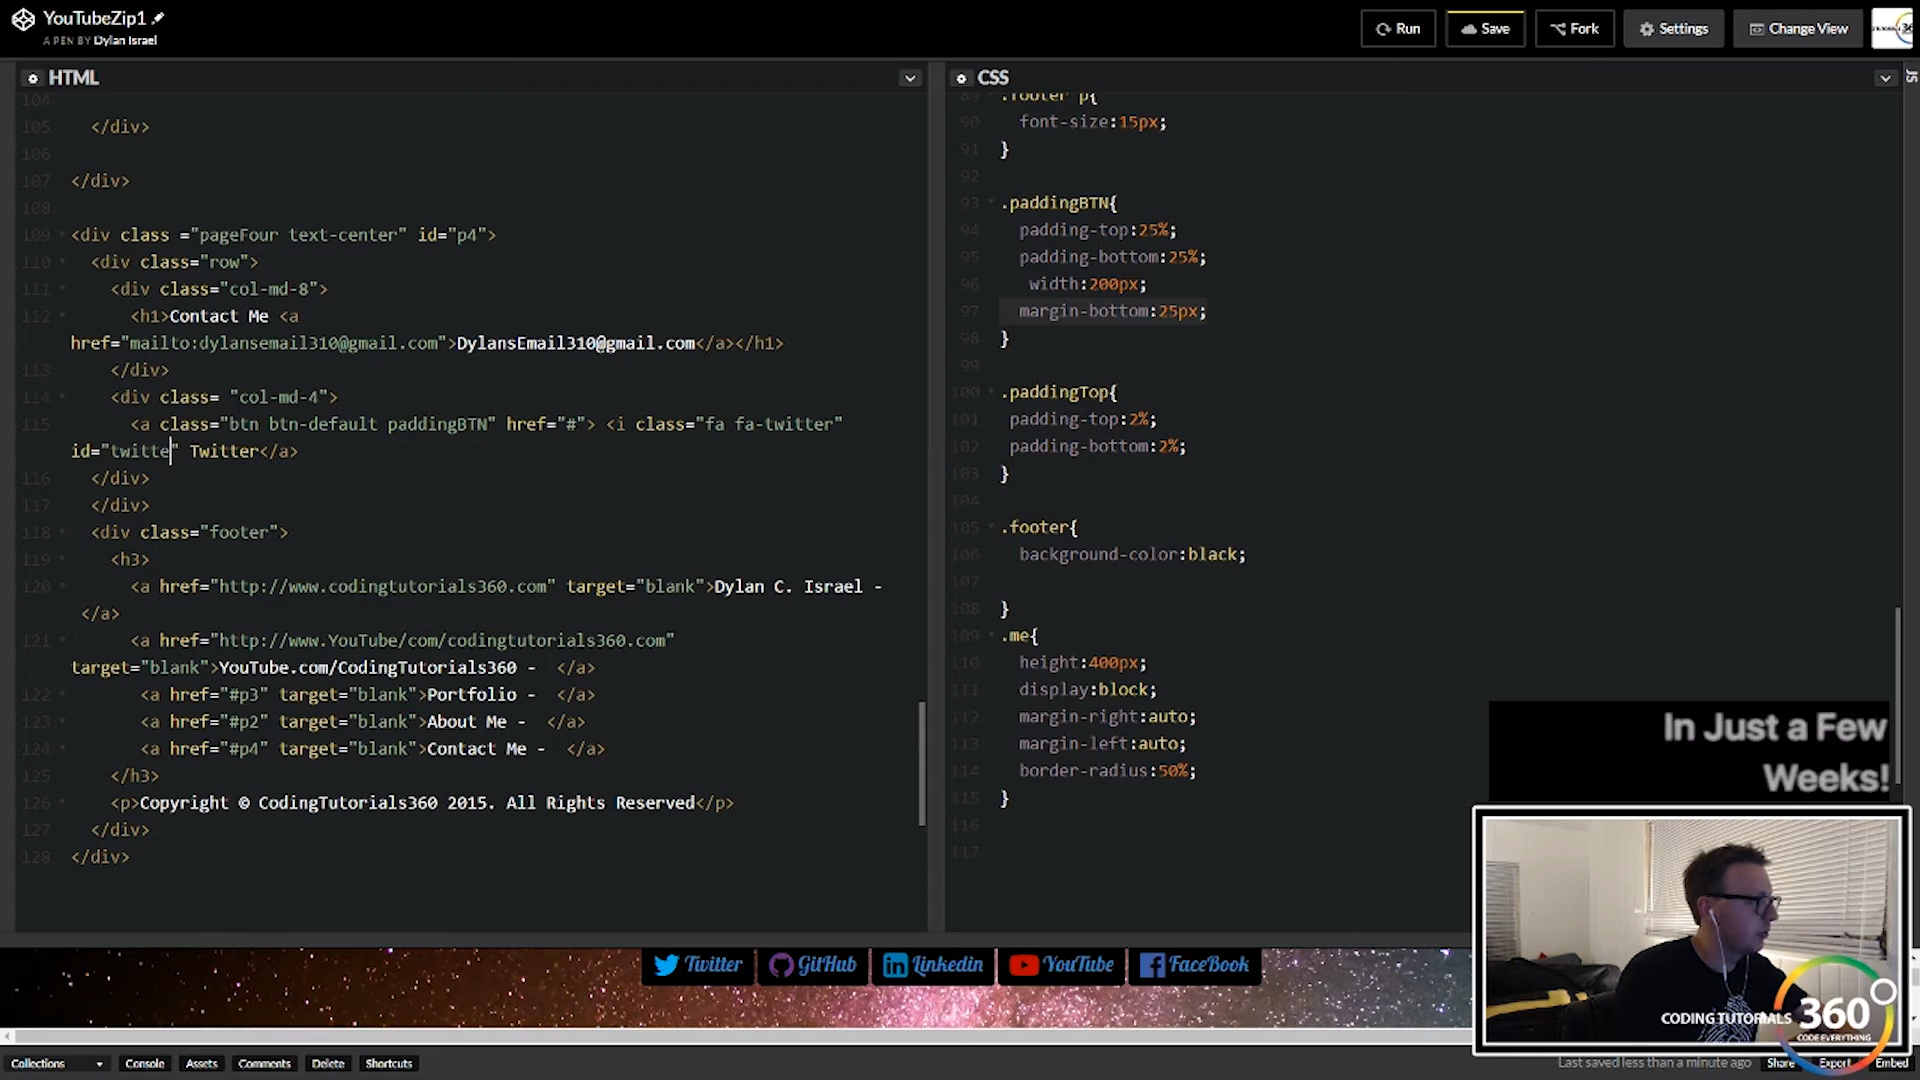 YouTubeZip1
A PEN BY Dylan Israel
Run
Save
Fork
Settings
Change View
HTML
104
105 </div>
106
107 </div>
108
109 <div class ="pageFour text-center" id="p4">
110 <div class="row">
111 <div class="col-md-8">
112 <h1>Contact Me <a
href="mailto:dylansemail310@gmail.com">DylansEmail310@gmail.com</a></h1>
113 </div>
114 <div class= "col-md-4">
115 <a class="btn btn-default paddingBTN" href="#"> <i class="fa fa-twitter"
id="twitte" Twitter</a>
116 </div>
117 </div>
118 <div class="footer">
119 <h3>
120 <a href="http://www.codingtutorials360.com" target="blank">Dylan C. Israel -
</a>
121 <a href="http://www.YouTube/com/codingtutorials360.com"
target="blank">YouTube.com/CodingTutorials360 - </a>
122 <a href="#p3" target="blank">Portfolio - </a>
123 <a href="#p2" target="blank">About Me - </a>
124 <a href="#p4" target="blank">Contact Me - </a>
125 </h3>
126 <p>Copyright © CodingTutorials360 2015. All Rights Reserved</p>
127 </div>
128 </div>
CSS
JS
89 .footer p{
90 font-size:15px;
91 }
92
93 .paddingBTN{
94 padding-top:25%;
95 padding-bottom:25%;
96 width:200px;
97 margin-bottom:25px;
98 }
99
100 .paddingTop{
101 padding-top:2%;
102 padding-bottom:2%;
103 }
104
105 .footer{
106 background-color:black;
107
108 }
109 .me{
110 height:400px;
111 display:block;
112 margin-right:auto;
113 margin-left:auto;
114 border-radius:50%;
115 }
116
117
In Just a Few
Weeks!
Twitter
GitHub
Linkedin
YouTube
FaceBook
CODING TUTORIALS 360
CODE EVERYTHING
Collections
Console
Assets
Comments
Delete
Shortcuts
Last saved less than a minute ago
Share
Export
Embed